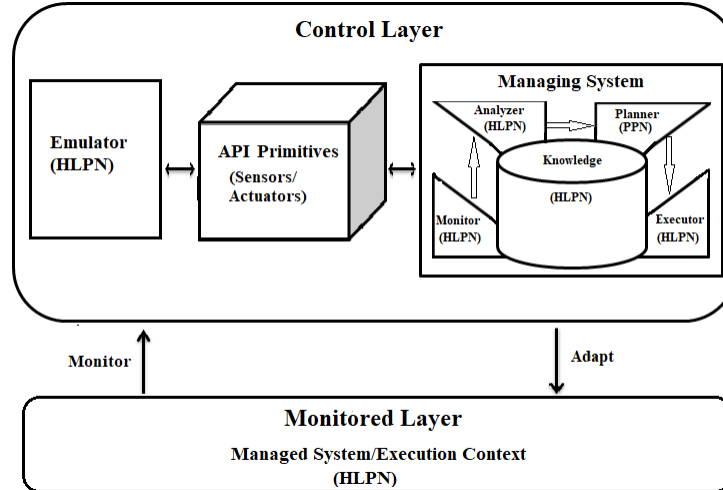 Control Layer
Emulator
(HLPN)
API Primitives
(Sensors/
Actuators)
Managing System
Analyzer
(HLPN)
Planner
(PPN)
Knowledge
(HLPN)
Monitor
(HLPN)
Executor
(HLPN)
Monitor
Adapt
Monitored Layer
Managed System/Execution Context
(HLPN)